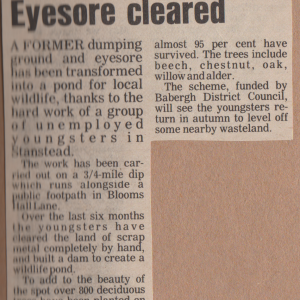 Eyesore cleared
A FORMER dumping
ground and eyesore
has been transformed
into a pond for local
wildlife, thanks to the
hard work of a group
of unemployed
youngsters in
Stanstead.
The work has been car-
ried out on a 3/4-mile dip
which runs alongside a
public footpath in Blooms
Hall Lane.
Over the last six months
the youngsters have
cleared the land of scrap
metal completely by hand,
and built a dam to create a
wildlife pond.
To add to the beauty of
the spot over 800 deciduous
trees have been planted on
almost 95 per cent have
survived. The trees include
beech, chestnut, oak,
willow and alder.
The scheme, funded by
Babergh District Council,
will see the youngsters re-
turn in autumn to level off
some nearby wasteland.